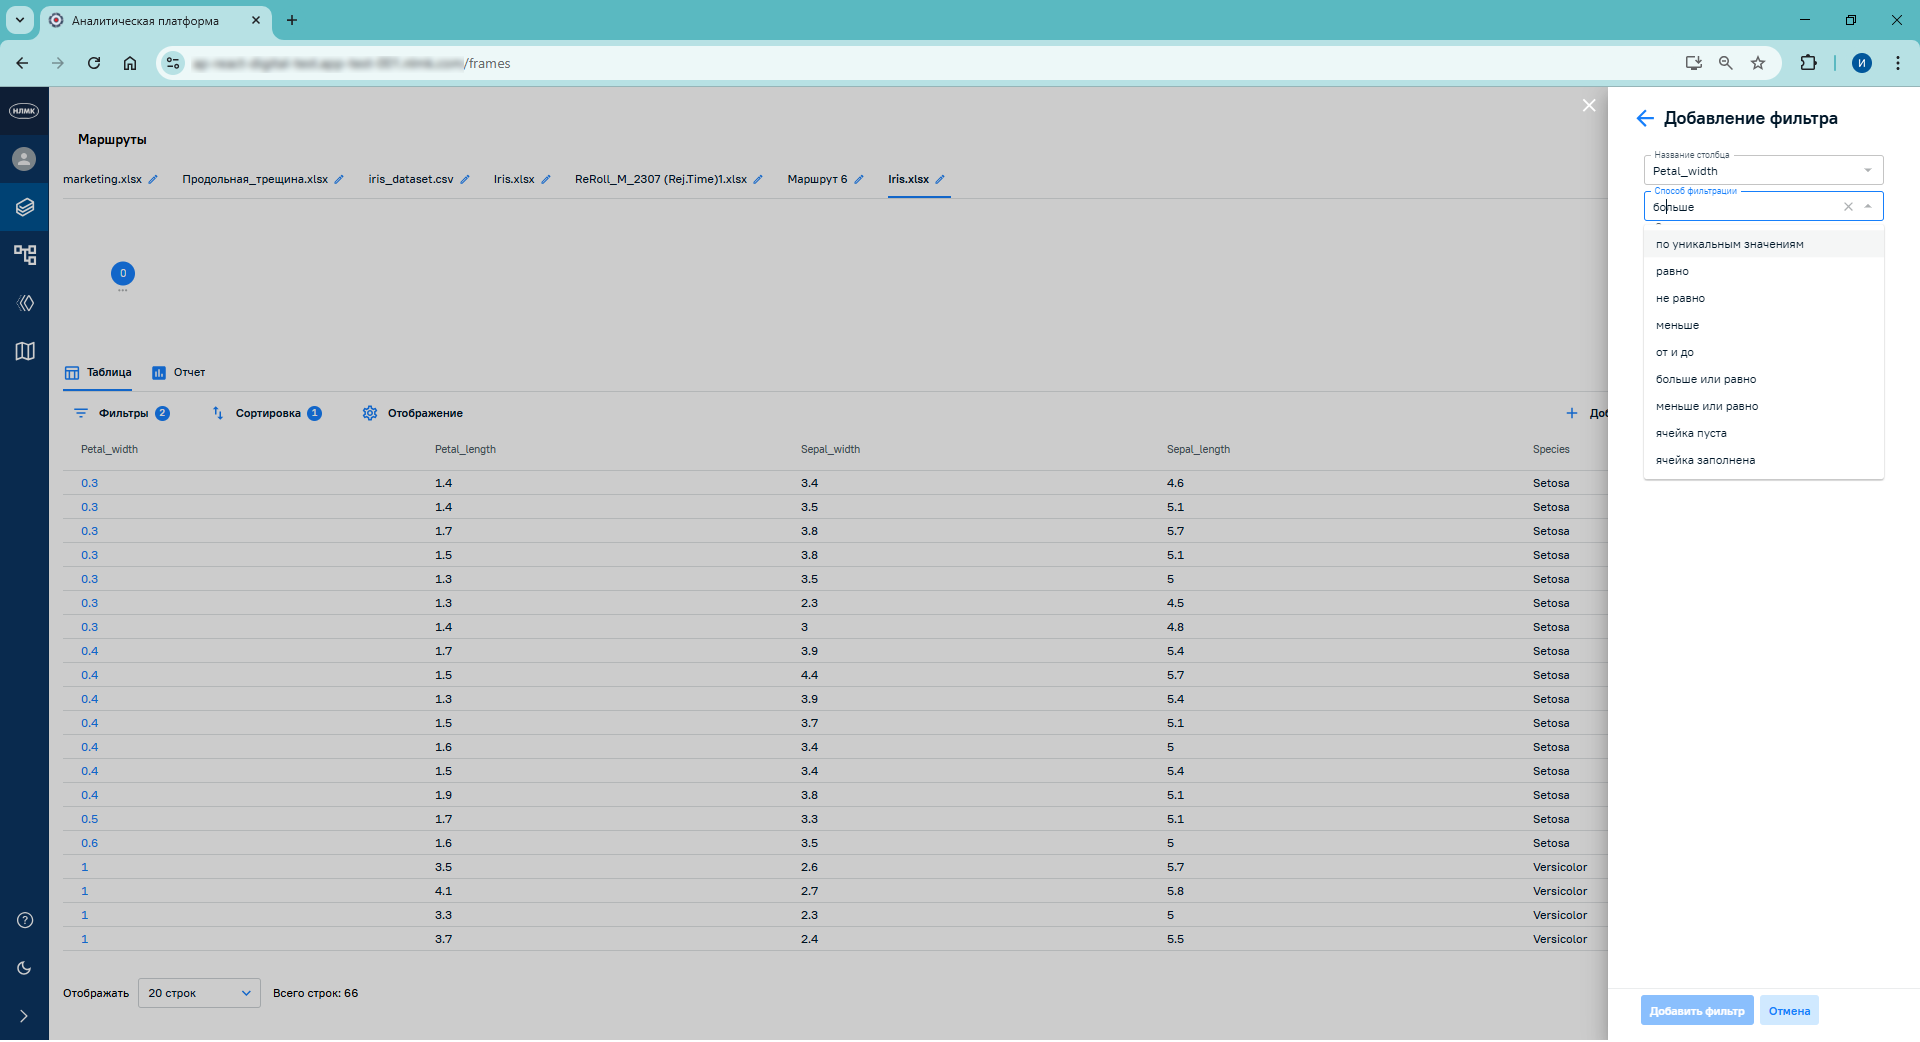 Аналитическая платформа
/frames
И
НЛМК
Маршруты
marketing.xlsx Продольная_трещина.xlsx iris_dataset.csv Iris.xlsx ReRoll_M_2307 (Rej.Time)1.xlsx Маршрут 6 Iris.xlsx
0
Таблица Отчет
Фильтры 2 Сортировка 1 Отображение Доб
Petal_width Petal_length Sepal_width Sepal_length Species
0.3 1.4 3.4 4.6 Setosa
0.3 1.4 3.5 5.1 Setosa
0.3 1.7 3.8 5.7 Setosa
0.3 1.5 3.8 5.1 Setosa
0.3 1.3 3.5 5 Setosa
0.3 1.3 2.3 4.5 Setosa
0.3 1.4 3 4.8 Setosa
0.4 1.7 3.9 5.4 Setosa
0.4 1.5 4.4 5.7 Setosa
0.4 1.3 3.9 5.4 Setosa
0.4 1.5 3.7 5.1 Setosa
0.4 1.6 3.4 5 Setosa
0.4 1.5 3.4 5.4 Setosa
0.4 1.9 3.8 5.1 Setosa
0.5 1.7 3.3 5.1 Setosa
0.6 1.6 3.5 5 Setosa
1 3.5 2.6 5.7 Versicolor
1 4.1 2.7 5.8 Versicolor
1 3.3 2.3 5 Versicolor
1 3.7 2.4 5.5 Versicolor
Отображать 20 строк Всего строк: 66
Добавление фильтра
Название столбца
Petal_width
Способ фильтрации
больше
по уникальным значениям
равно
не равно
меньше
от и до
больше или равно
меньше или равно
ячейка пуста
ячейка заполнена
Добавить фильтр Отмена